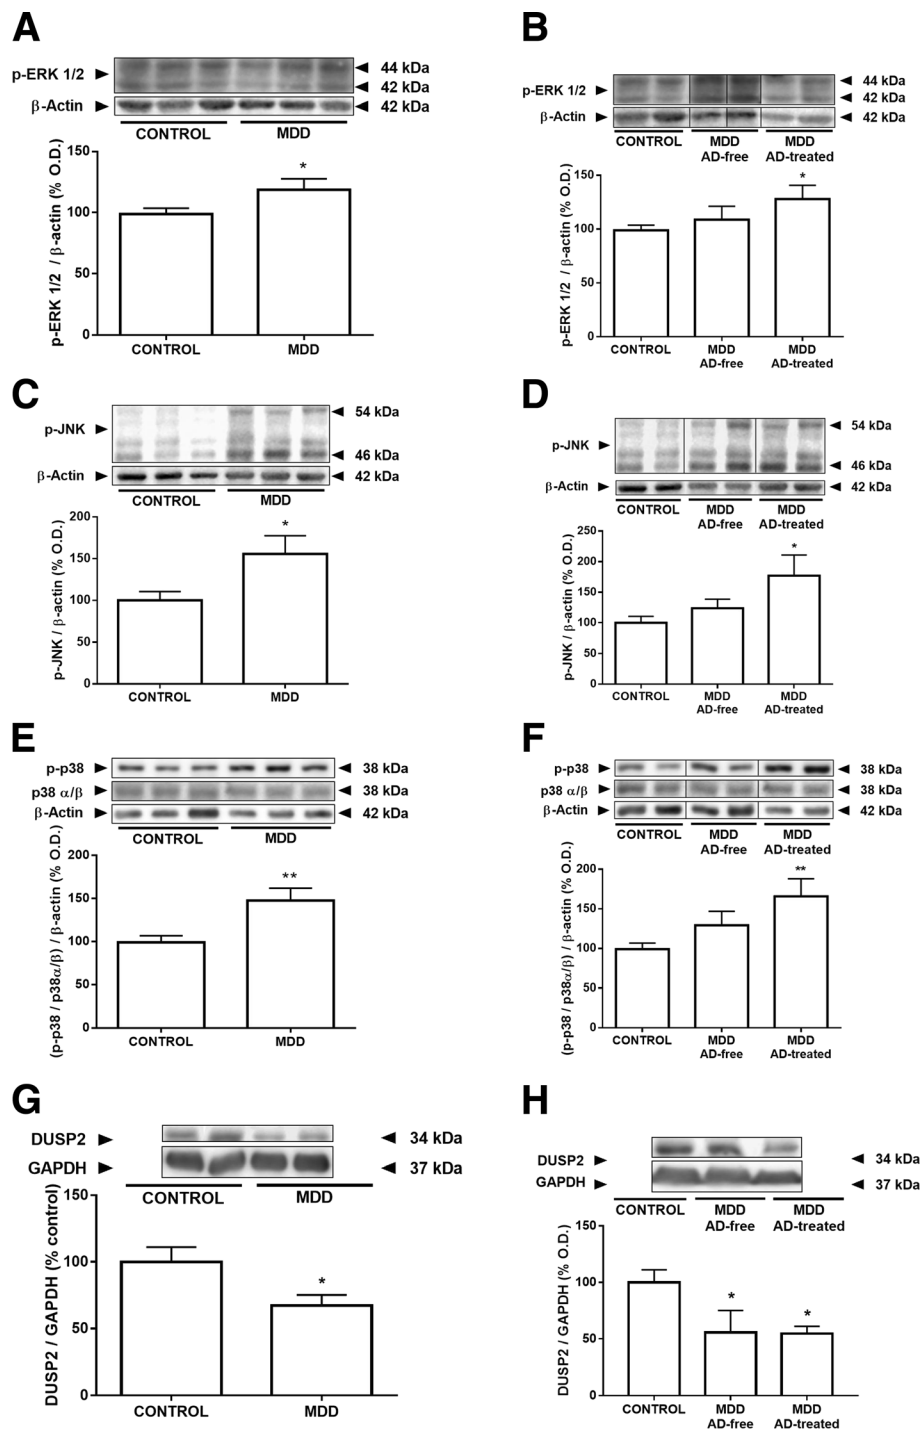 A
p-ERK 1/2 44 kDa
42 kDa
β-Actin 42 kDa
CONTROL MDD
p-ERK 1/2 / β-actin (% O.D.)
150
100
50
0
*
CONTROL MDD
B
p-ERK 1/2 44 kDa
42 kDa
β-Actin 42 kDa
CONTROL MDD MDD
AD-free AD-treated
p-ERK 1/2 / β-actin (% O.D.)
150
100
50
0
*
CONTROL MDD MDD
AD-free AD-treated
C
54 kDa
p-JNK
46 kDa
β-Actin 42 kDa
CONTROL MDD
p-JNK / β-actin (% O.D.)
200
150
100
50
0
*
CONTROL MDD
D
54 kDa
p-JNK
46 kDa
β-Actin 42 kDa
CONTROL MDD MDD
AD-free AD-treated
p-JNK / β-actin (% O.D.)
250
200
150
100
50
0
*
CONTROL MDD MDD
AD-free AD-treated
E
p-p38 38 kDa
p38 α/β 38 kDa
β-Actin 42 kDa
CONTROL MDD
(p-p38 / p38α/β) / β-actin (% O.D.)
200
150
100
50
0
**
CONTROL MDD
F
p-p38 38 kDa
p38 α/β 38 kDa
β-Actin 42 kDa
CONTROL MDD MDD
AD-free AD-treated
(p-p38 / p38α/β) / β-actin (% O.D.)
200
150
100
50
0
**
CONTROL MDD MDD
AD-free AD-treated
G
DUSP2 34 kDa
GAPDH 37 kDa
CONTROL MDD
DUSP2 / GAPDH (% control)
150
100
50
0
*
CONTROL MDD
H
DUSP2 34 kDa
GAPDH 37 kDa
CONTROL MDD MDD
AD-free AD-treated
DUSP2 / GAPDH (% O.D.)
150
100
50
0
* *
CONTROL MDD MDD
AD-free AD-treated